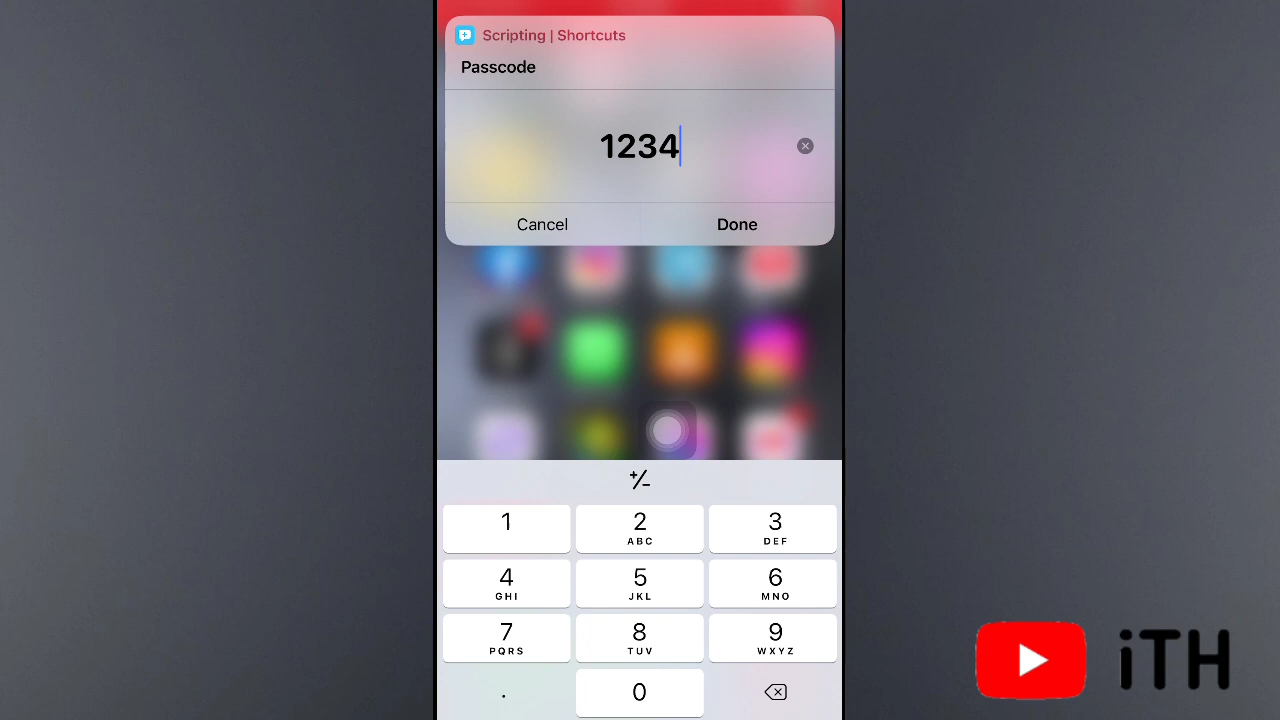 Scripting | Shortcuts
Passcode
1234
Cancel
Done
+/-
1
2
ABC
3
DEF
4
GHI
5
JKL
6
MNO
7
PQRS
8
TUV
9
WXYZ
.
0
iTH